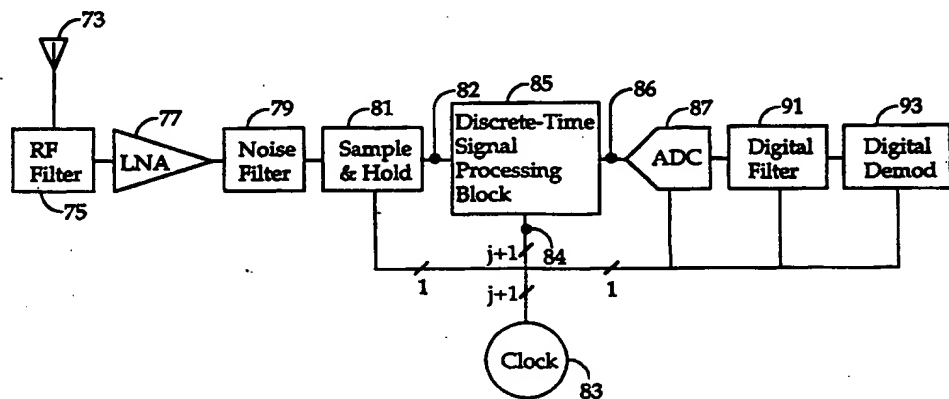 73
77
79
81
82
85
86
87
91
93
RF
Filter
75
LNA
Noise
Filter
Sample
& Hold
Discrete-Time
Signal
Processing
Block
ADC
Digital
Filter
Digital
Demod
j+1
84
1
1
j+1
Clock
83